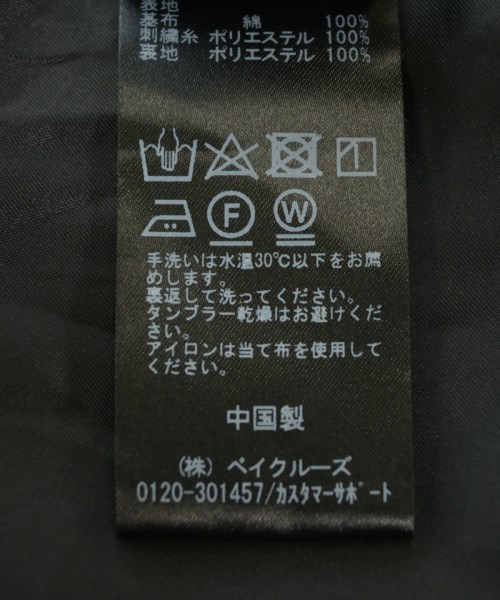 表地
基布 綿 100%
刺繍糸 ポリエステル 100%
裏地 ポリエステル 100%
F W
手洗いは水温30℃以下をお薦
めします。
裏返して洗ってください。
タンブラー乾燥はお避けくだ
さい。
アイロンは当て布を使用して
ください。
中国製
(株) ベイクルーズ
0120-301457/ｶｽﾀﾏｰｻﾎﾟｰﾄ